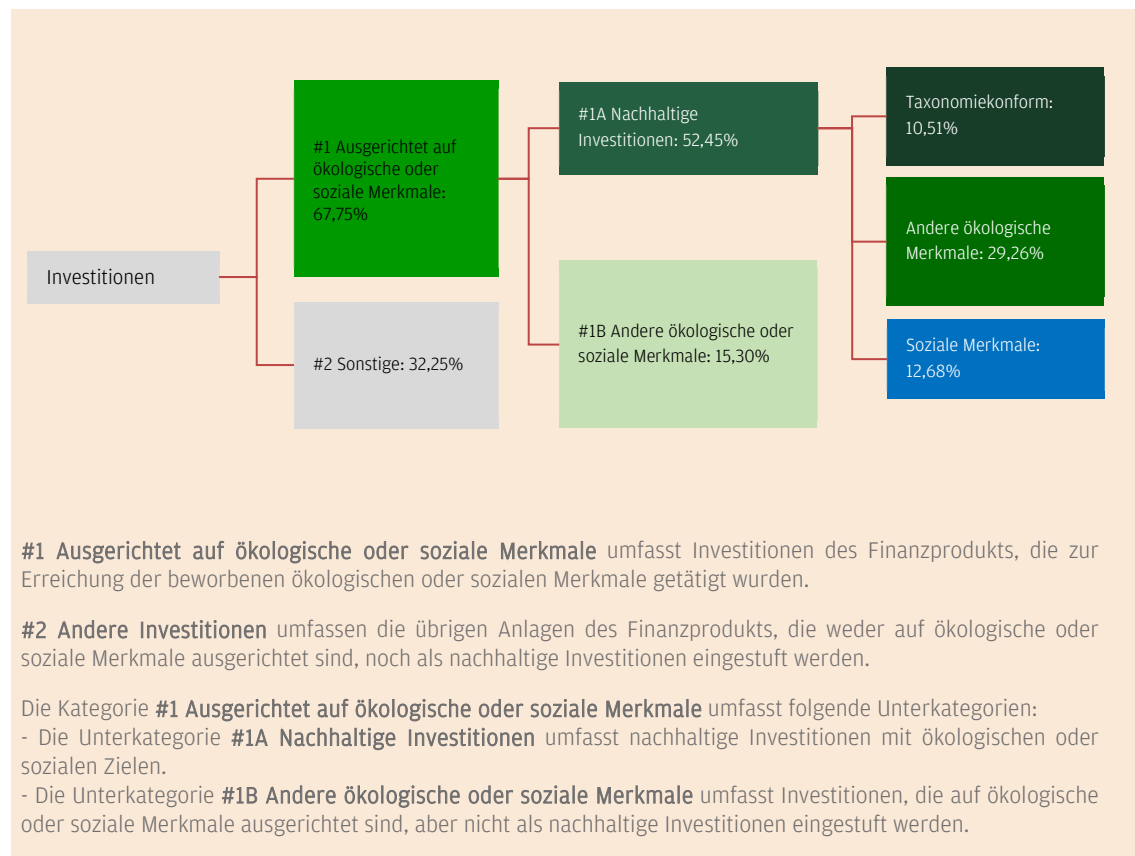 Investitionen
#1 Ausgerichtet auf
ökologische oder
soziale Merkmale:
67,75%
#2 Sonstige: 32,25%
#1A Nachhaltige
Investitionen: 52,45%
#1B Andere ökologische oder
soziale Merkmale: 15,30%
Taxonomiekonform:
10,51%
Andere ökologische
Merkmale: 29,26%
Soziale Merkmale:
12,68%
#1 Ausgerichtet auf ökologische oder soziale Merkmale umfasst Investitionen des Finanzprodukts, die zur
Erreichung der beworbenen ökologischen oder sozialen Merkmale getätigt wurden.
#2 Andere Investitionen umfassen die übrigen Anlagen des Finanzprodukts, die weder auf ökologische oder
soziale Merkmale ausgerichtet sind, noch als nachhaltige Investitionen eingestuft werden.
Die Kategorie #1 Ausgerichtet auf ökologische oder soziale Merkmale umfasst folgende Unterkategorien:
- Die Unterkategorie #1A Nachhaltige Investitionen umfasst nachhaltige Investitionen mit ökologischen oder
sozialen Zielen.
- Die Unterkategorie #1B Andere ökologische oder soziale Merkmale umfasst Investitionen, die auf ökologische
oder soziale Merkmale ausgerichtet sind, aber nicht als nachhaltige Investitionen eingestuft werden.